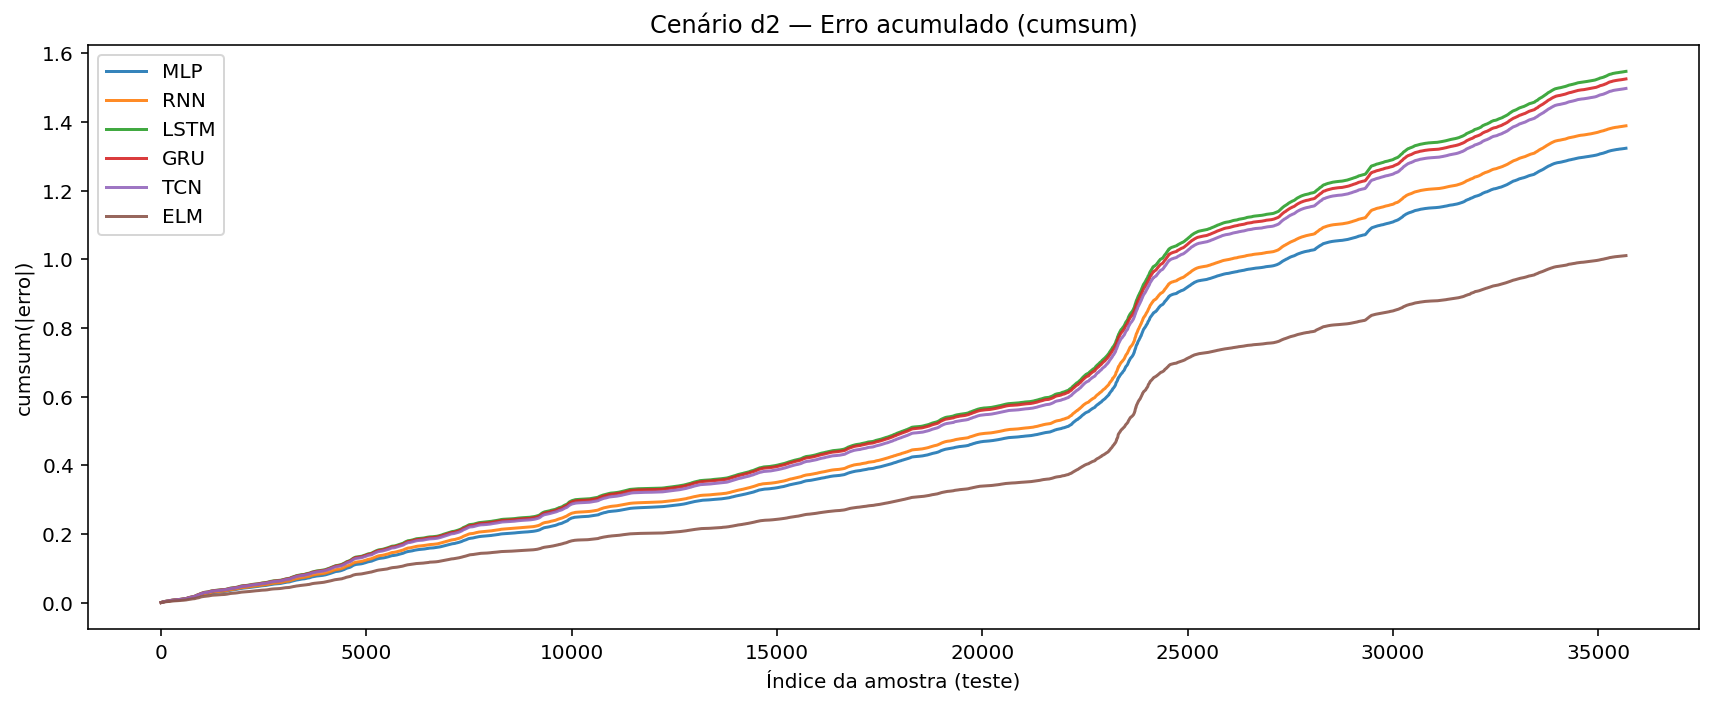 Cenário d2 — Erro acumulado (cumsum)
1.6
1.4
1.2
1.0
0.8
0.6
0.4
0.2
0.0
cumsum(|erro|)
MLP
RNN
LSTM
GRU
TCN
ELM
0 5000 10000 15000 20000 25000 30000 35000
Índice da amostra (teste)